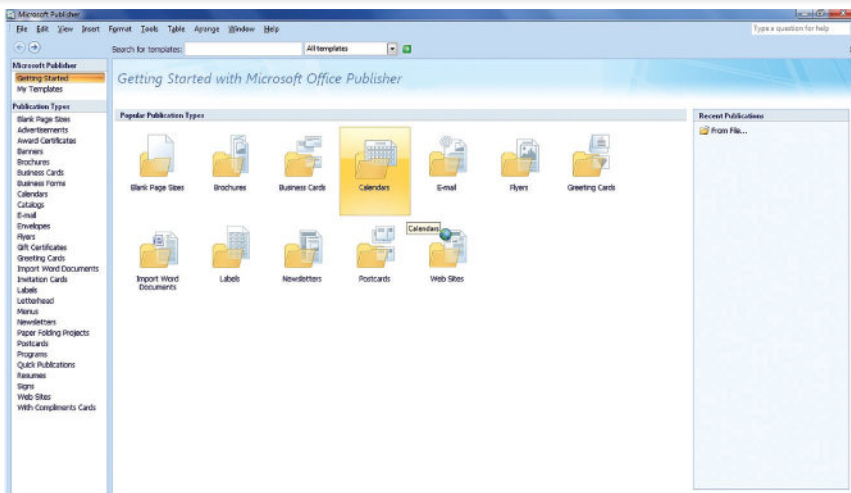 Microsoft Publisher
File Edit View Insert Format Tools Table Arrange Window Help
Type a question for help
Search for templates:
All templates
Microsoft Publisher
Getting Started
My Templates
Publication Types
Blank Page Sizes
Advertisements
Award Certificates
Banners
Brochures
Business Cards
Business Forms
Calendars
Catalogs
E-mail
Envelopes
Flyers
Gift Certificates
Greeting Cards
Import Word Documents
Invitation Cards
Labels
Letterhead
Menus
Newsletters
Paper Folding Projects
Postcards
Programs
Quick Publications
Resumes
Signs
Web Sites
With-Compliments Cards
Getting Started with Microsoft Office Publisher
Popular Publication Types
Blank Page Sizes
Brochures
Business Cards
Calendars
E-mail
Flyers
Greeting Cards
Calendars
Import Word
Documents
Labels
Newsletters
Postcards
Web Sites
Recent Publications
From File...